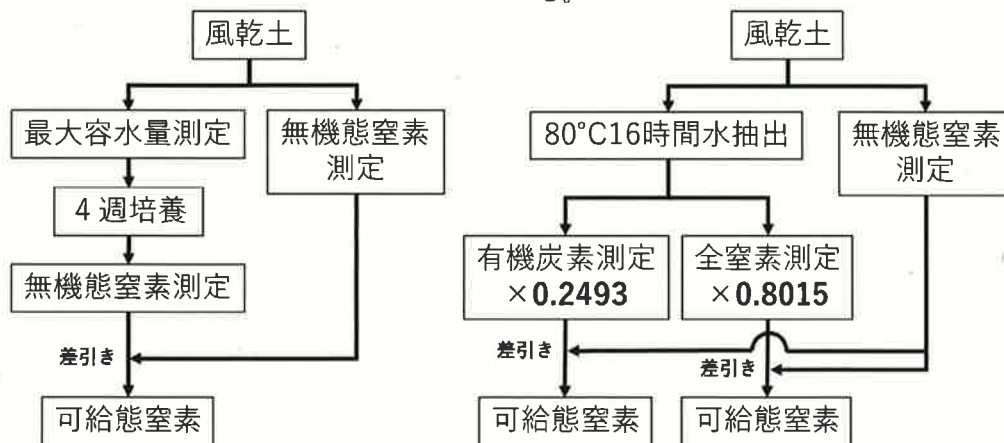 風乾土
最大容水量測定
無機態窒素
測定
4週培養
無機態窒素測定
差引き
可給態窒素
風乾土
80℃16時間水抽出
無機態窒素
測定
有機炭素測定
×0.2493
全窒素測定
×0.8015
差引き
差引き
可給態窒素
可給態窒素